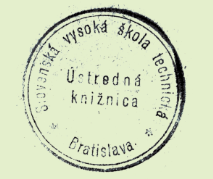 Slovenská vysoká škola technická
Ústredná
knižnica
* Bratislava *